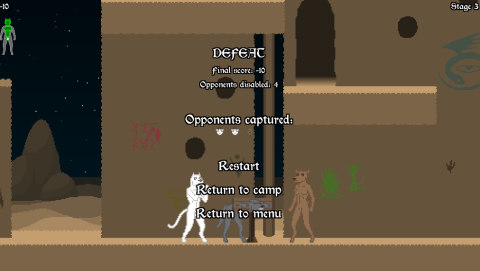 -10
Stage 3
DEFEAT
Final score: -10
Opponents disabled: 4
Opponents captured:
Restart
Return to camp
Return to menu